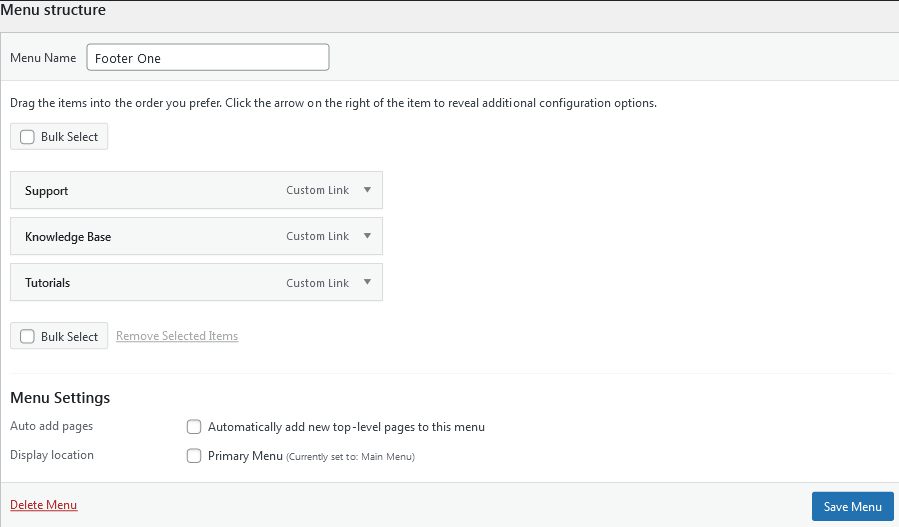 Menu structure
Menu Name Footer One
Drag the items into the order you prefer. Click the arrow on the right of the item to reveal additional configuration options.
Bulk Select
Support Custom Link
Knowledge Base Custom Link
Tutorials Custom Link
Bulk Select Remove Selected Items
Menu Settings
Auto add pages Automatically add new top-level pages to this menu
Display location Primary Menu (Currently set to: Main Menu)
Delete Menu Save Menu